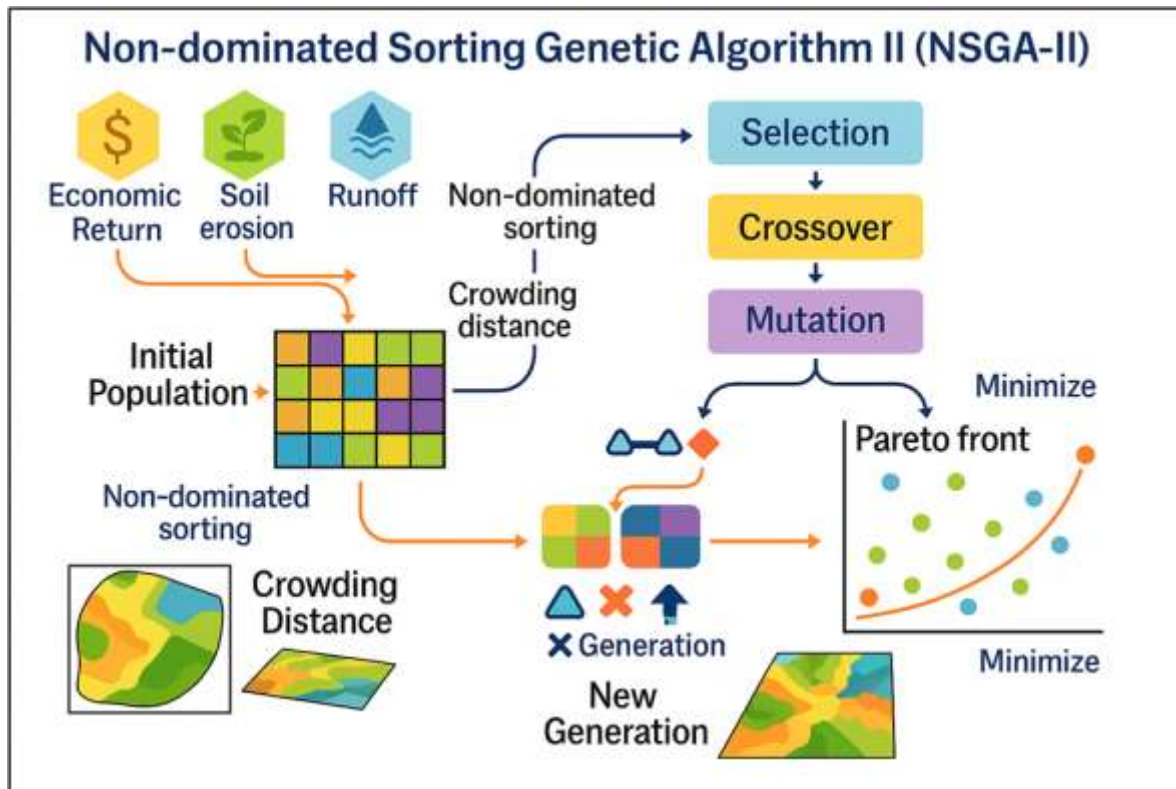 Non-dominated Sorting Genetic Algorithm II (NSGA-II)
$
Economic
Return
Soil
erosion
Runoff
Non-dominated
sorting
Crowding
distance
Selection
Crossover
Mutation
Initial
Population
Minimize
Pareto front
Non-dominated
sorting
Crowding
Distance
Generation
New
Generation
Minimize